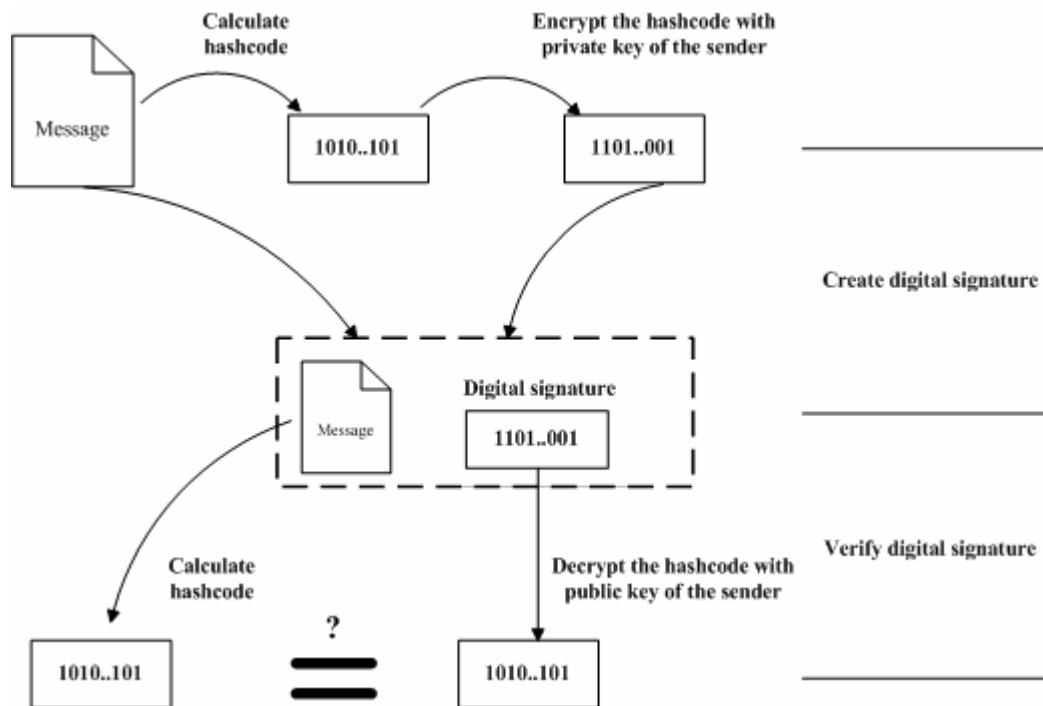 Calculate
hashcode
Encrypt the hashcode with
private key of the sender
Message
1010..101
1101..001
Create digital signature
Digital signature
Message
1101..001
Verify digital signature
Calculate
hashcode
Decrypt the hashcode with
public key of the sender
?
1010..101
1010..101